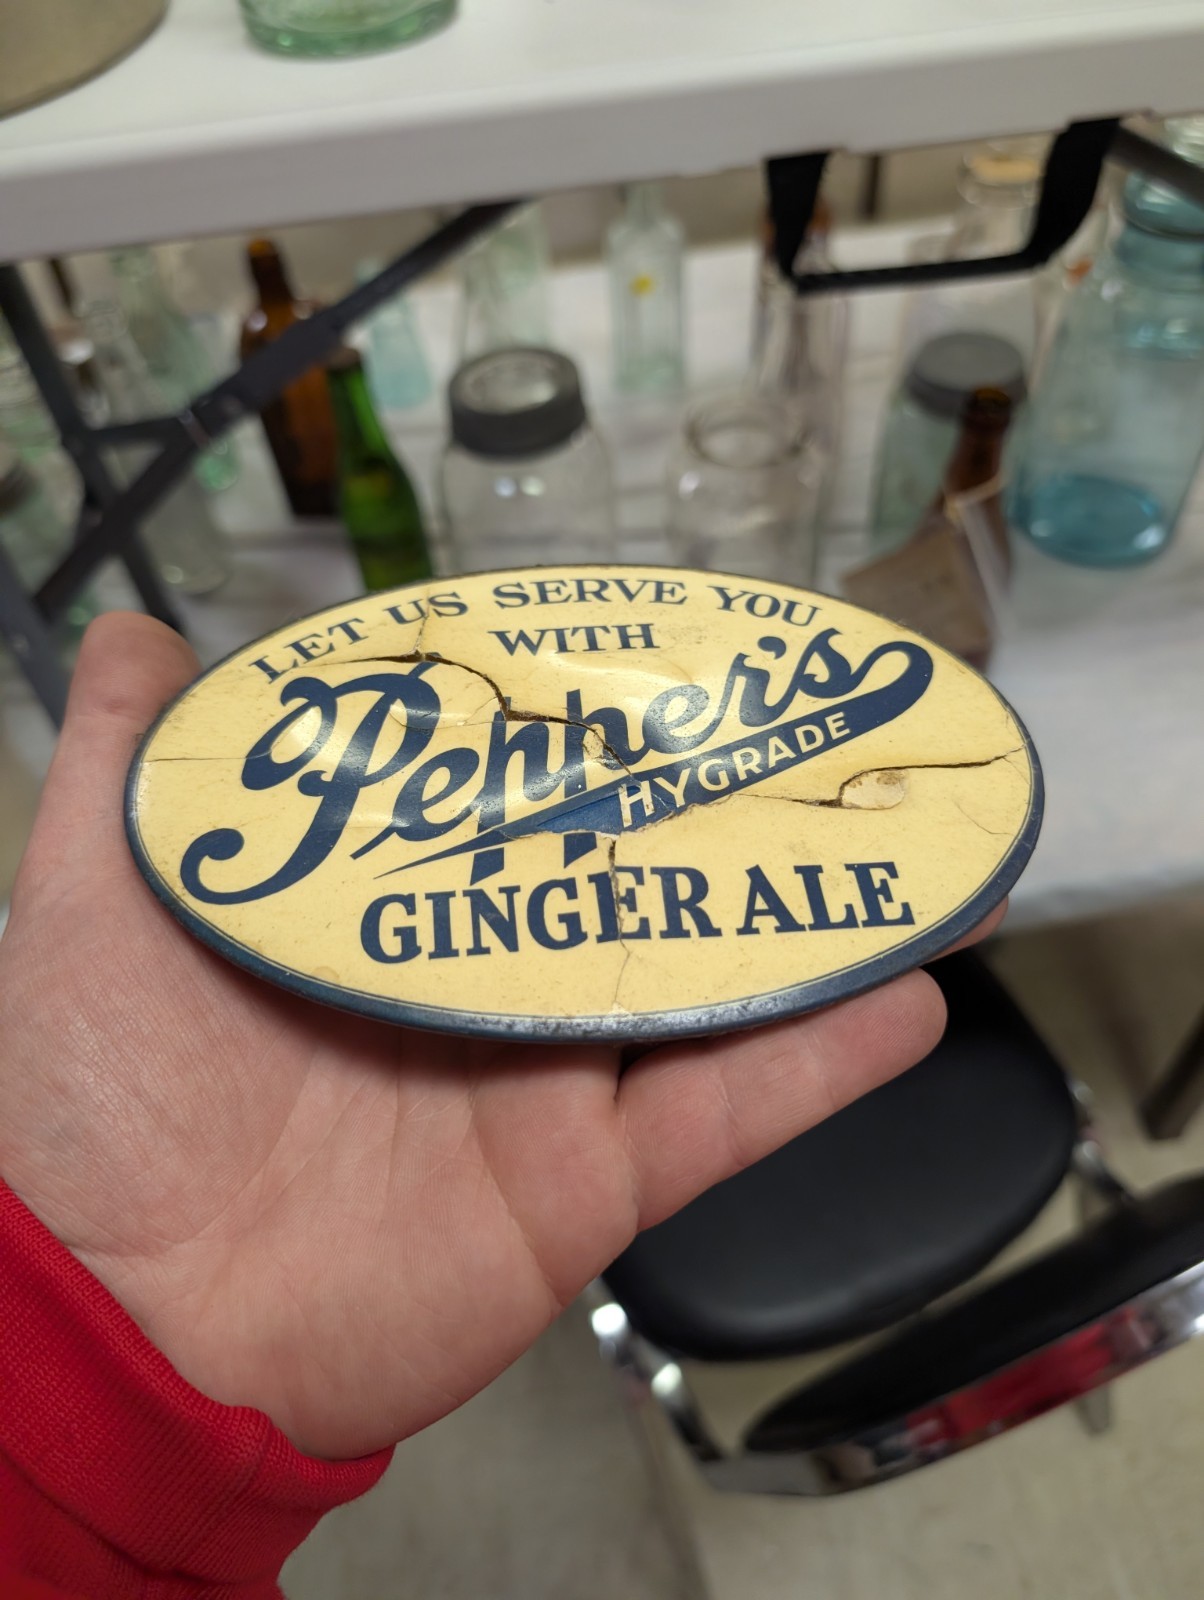 LET US SERVE YOU
WITH
Pepper's
HYGRADE
GINGER ALE